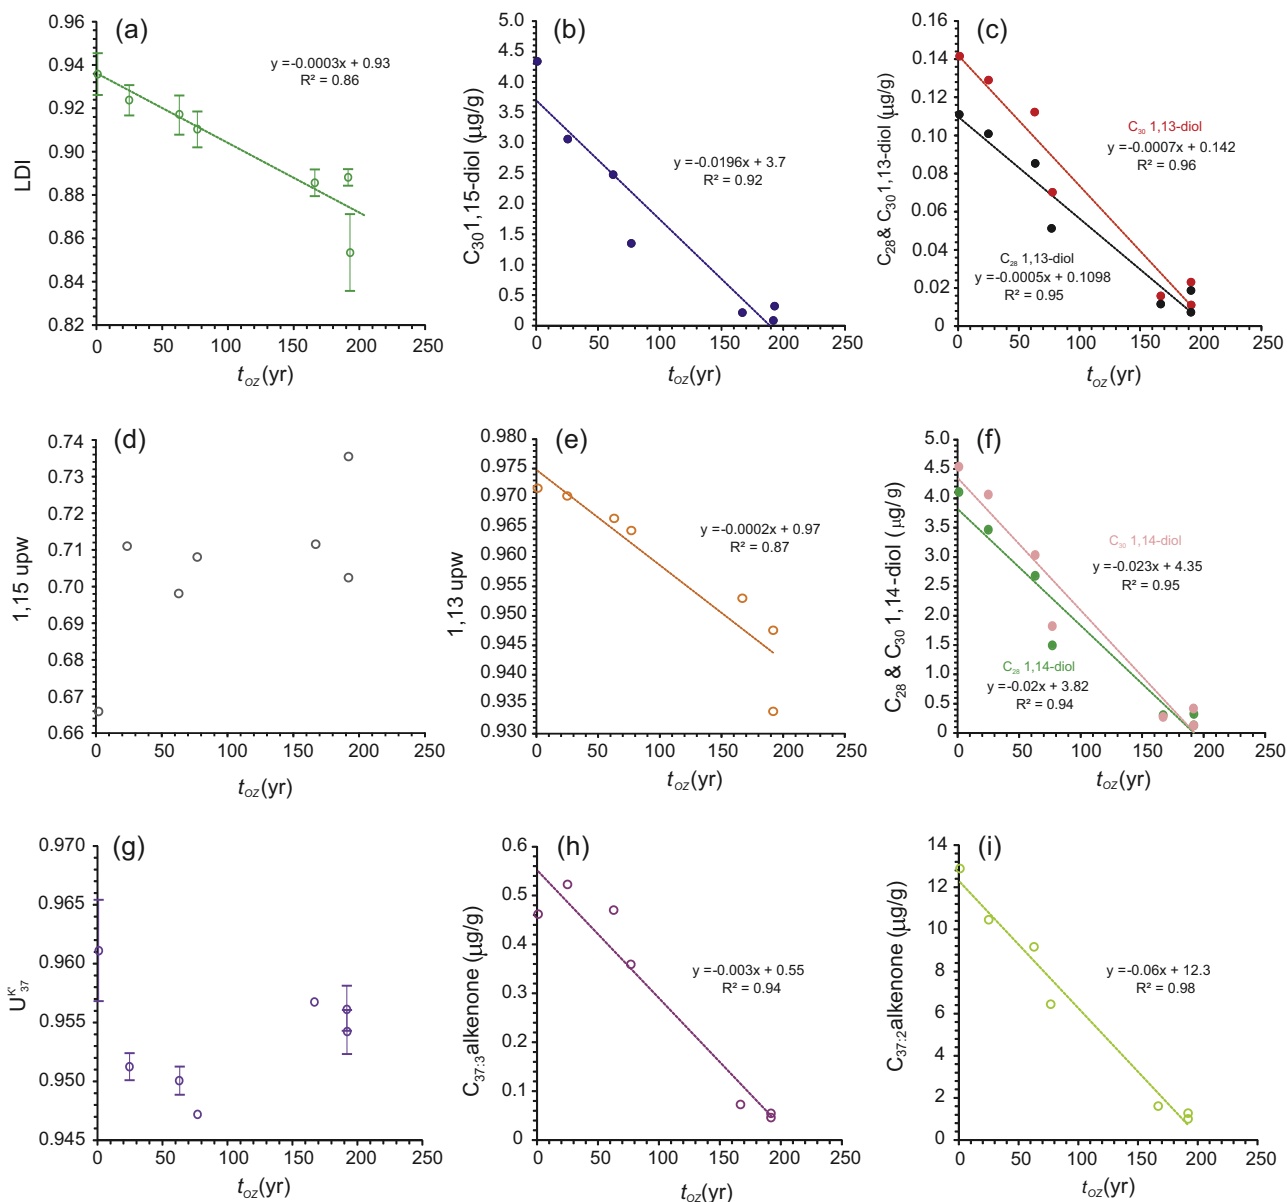 (a)
0.96
0.94
0.92
0.90
0.88
0.86
0.84
0.82
LDI
y =-0.0003x + 0.93
R² = 0.86
0 50 100 150 200 250
toz(yr)
(b)
5.0
4.5
4.0
3.5
3.0
2.5
2.0
1.5
1.0
0.5
0
C30 1,15-diol (µg/g)
y=-0.0196x + 3.7
R² = 0.92
0 50 100 150 200 250
toz(yr)
(c)
0.16
0.14
0.12
0.10
0.08
0.06
0.04
0.02
0
C28& C30 1,13-diol (µg/g)
C30 1,13-diol
y=-0.0007x + 0.142
R² = 0.96
C28 1,13-diol
y=-0.0005x + 0.1098
R² = 0.95
0 50 100 150 200 250
toz(yr)
(d)
0.74
0.73
0.72
0.71
0.70
0.69
0.68
0.67
0.66
1,15 upw
0 50 100 150 200 250
toz(yr)
(e)
0.980
0.975
0.970
0.965
0.960
0.955
0.950
0.945
0.940
0.935
0.930
1,13 upw
y=-0.0002x + 0.97
R² = 0.87
0 50 100 150 200 250
toz(yr)
(f)
5.0
4.5
4.0
3.5
3.0
2.5
2.0
1.5
1.0
0.5
0
C28 & C30 1,14-diol (µg/g)
C30 1,14-diol
y=-0.023x + 4.35
R² = 0.95
C28 1,14-diol
y =-0.02x + 3.82
R² = 0.94
0 50 100 150 200 250
toz(yr)
(g)
0.970
0.965
0.960
0.955
0.950
0.945
U37K'
0 50 100 150 200 250
toz(yr)
(h)
0.6
0.5
0.4
0.3
0.2
0.1
0
C37:3 alkenone (µg/g)
y =-0.003x + 0.55
R² = 0.94
0 50 100 150 200 250
toz(yr)
(i)
14
12
10
8
6
4
2
0
C37:2 alkenone (µg/g)
y =-0.06x + 12.3
R² = 0.98
0 50 100 150 200 250
toz(yr)